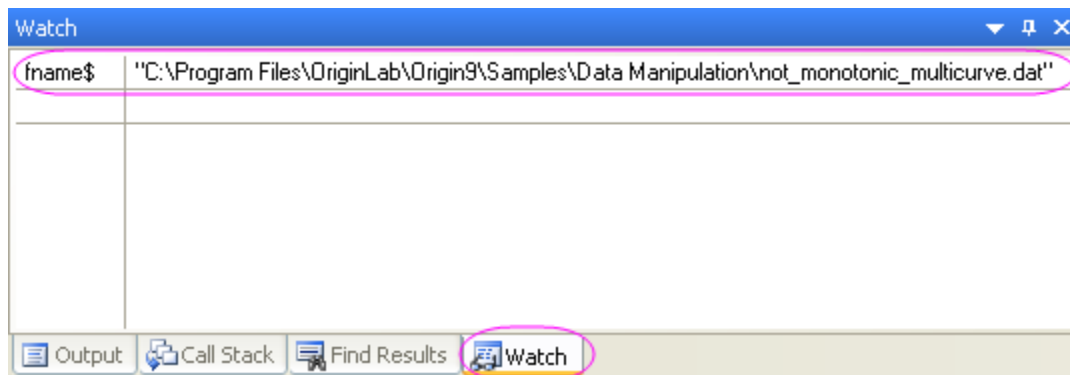 Watch
fname$ "C:\Program Files\OriginLab\Origin9\Samples\Data Manipulation\not_monotonic_multicurve.dat"
Output Call Stack Find Results Watch